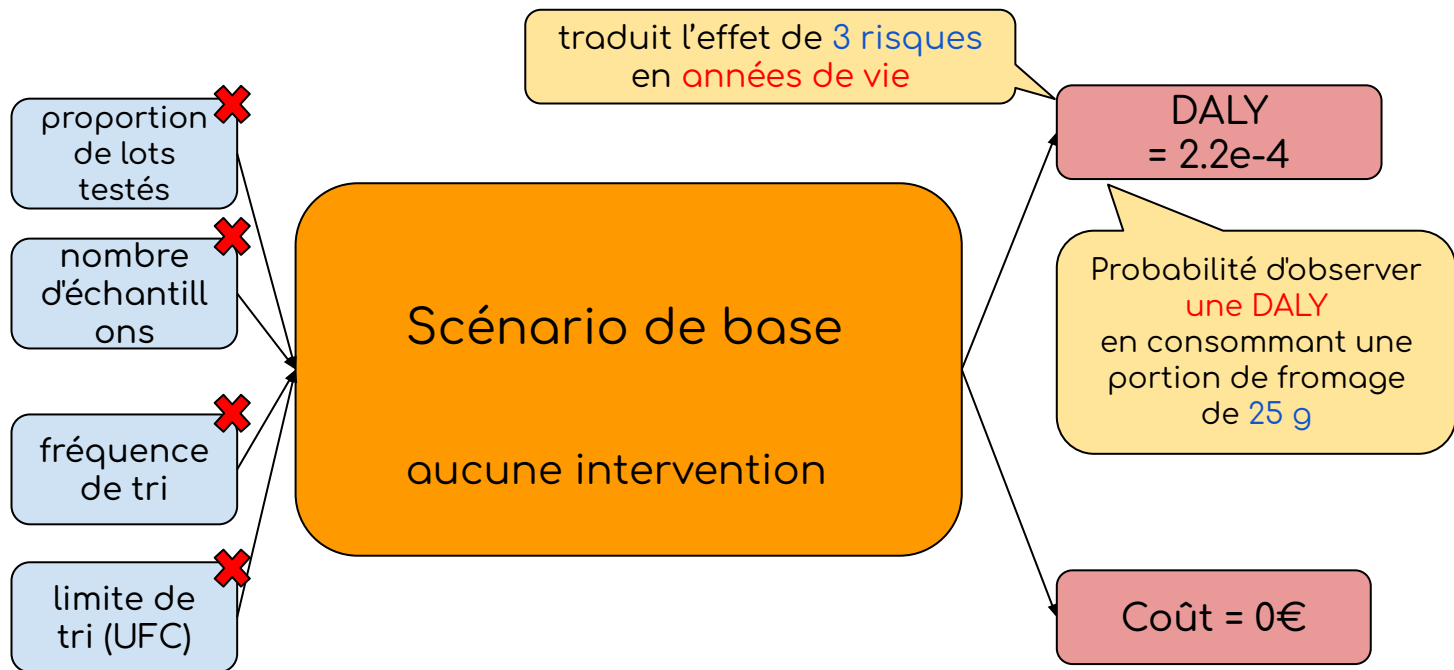 traduit l'effet de 3 risques
en années de vie
proportion
de lots
testés
nombre
d'échantill
ons
fréquence
de tri
limite de
tri (UFC)
Scénario de base
aucune intervention
DALY
= 2.2e-4
Probabilité d'observer
une DALY
en consommant une
portion de fromage
de 25 g
Coût = 0€